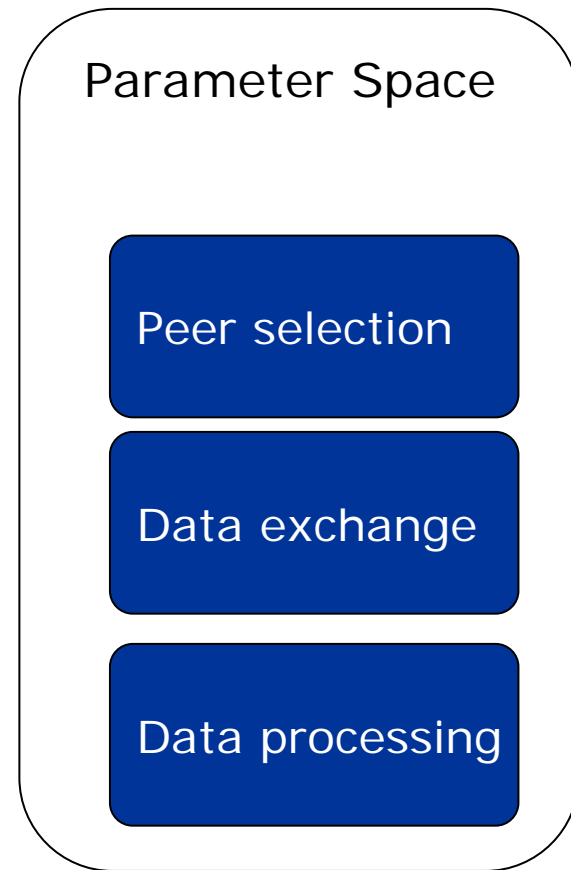 Parameter Space
Peer selection
Data exchange
Data processing